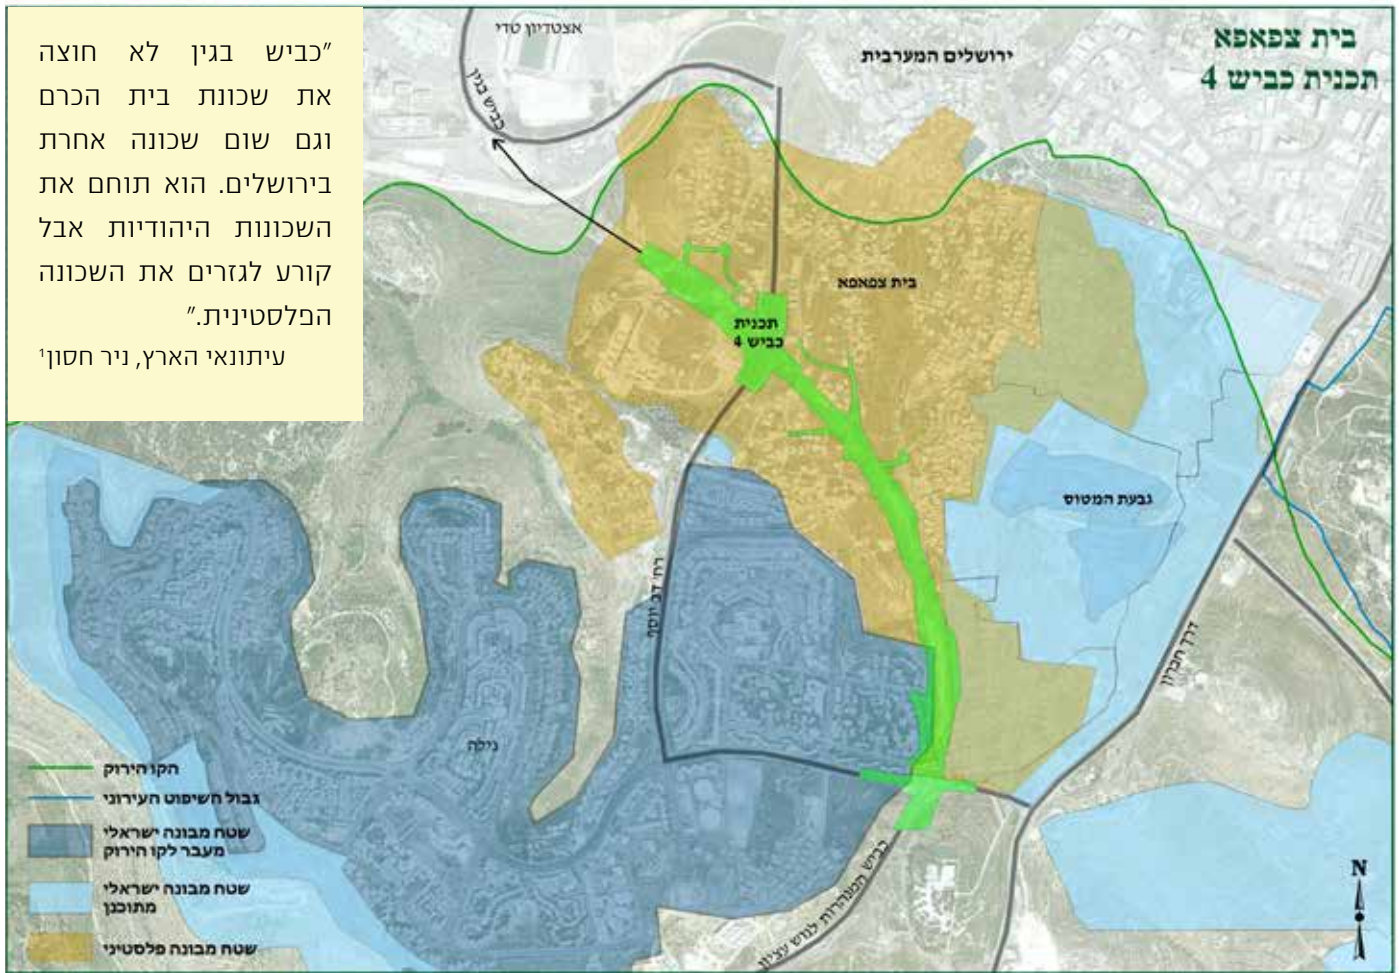 "כביש בגין לא חוצה
את שכונת בית הכרם
וגם שום שכונה אחרת
בירושלים. הוא תוחם את
השכונות היהודיות אבל
קורע לגזרים את השכונה
הפלסטינית."
עיתונאי הארץ, ניר חסון1
בית צפאפא
תכנית כביש 4
אצטדיון טדי
ירושלים המערבית
כביש בגין
בית צפאפא
תכנית
כביש 4
גבעת המטוס
רח' דב יוסף
דרך חברון
גילה
כביש המנהרות לגוש עציון
הקו הירוק
גבול השיפוט העירוני
שטח מבונה ישראלי
מעבר לקו הירוק
שטח מבונה ישראלי
מתוכנן
שטח מבונה פלסטיני
N